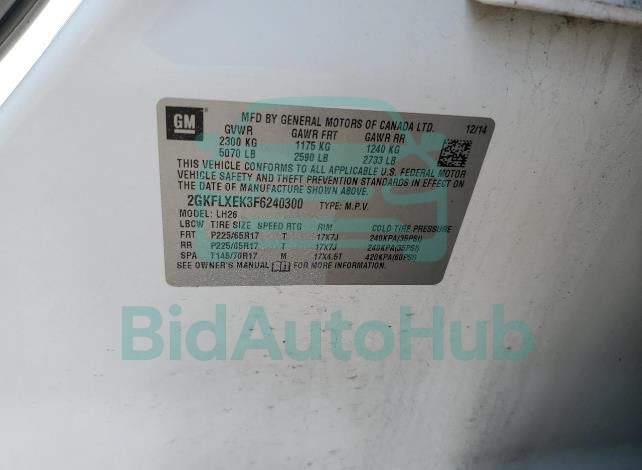 GM
MFD BY GENERAL MOTORS OF CANADA LTD. 12/14
GVWR GAWR FRT GAWR RR
2300 KG 1175 KG 1240 KG
5070 LB 2590 LB 2733 LB
THIS VEHICLE CONFORMS TO ALL APPLICABLE U.S. FEDERAL MOTOR
VEHICLE SAFETY AND THEFT PREVENTION STANDARDS IN EFFECT ON
THE DATE OF MANUFACTURE SHOWN ABOVE.
2GKFLXEK3F6240300 TYPE: M.P.V.
MODEL: LH26
LBCW TIRE SIZE SPEED RTG RIM COLD TIRE PRESSURE
FRT P225/65R17 T 17X7J 240KPA(35PSI)
RR P225/65R17 T 17X7J 240KPA(35PSI)
SPA T145/70R17 M 17X4.5T 420KPA(60PSI)
SEE OWNER'S MANUAL FOR MORE INFORMATION.
BidAutoHub